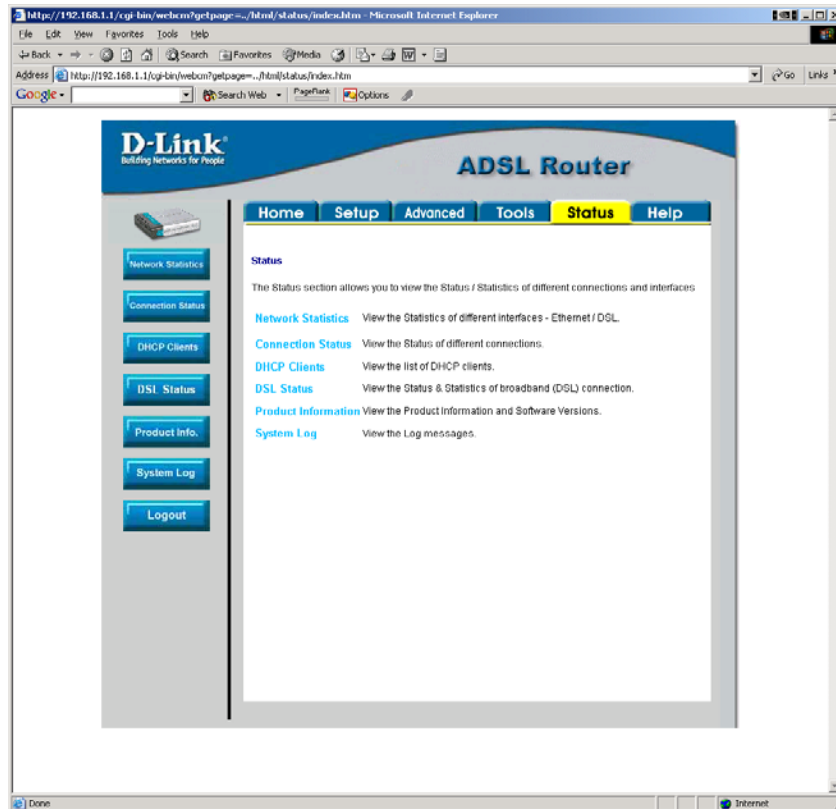 http://192.168.1.1/cgi-bin/webcm?getpage=../html/status/index.htm - Microsoft Internet Explorer
File Edit View Favorites Tools Help
Back Search Favorites Media
Address http://192.168.1.1/cgi-bin/webcm?getpage=../html/status/index.htm Go Links
Google Search Web PageRank Options
D-Link
Building Networks for People
ADSL Router
Home Setup Advanced Tools Status Help
Network Statistics
Connection Status
DHCP Clients
DSL Status
Product Info.
System Log
Logout
Status
The Status section allows you to view the Status / Statistics of different connections and interfaces
Network Statistics View the Statistics of different interfaces - Ethernet / DSL.
Connection Status View the Status of different connections.
DHCP Clients View the list of DHCP clients.
DSL Status View the Status & Statistics of broadband (DSL) connection.
Product Information View the Product Information and Software Versions.
System Log View the Log messages.
Done Internet